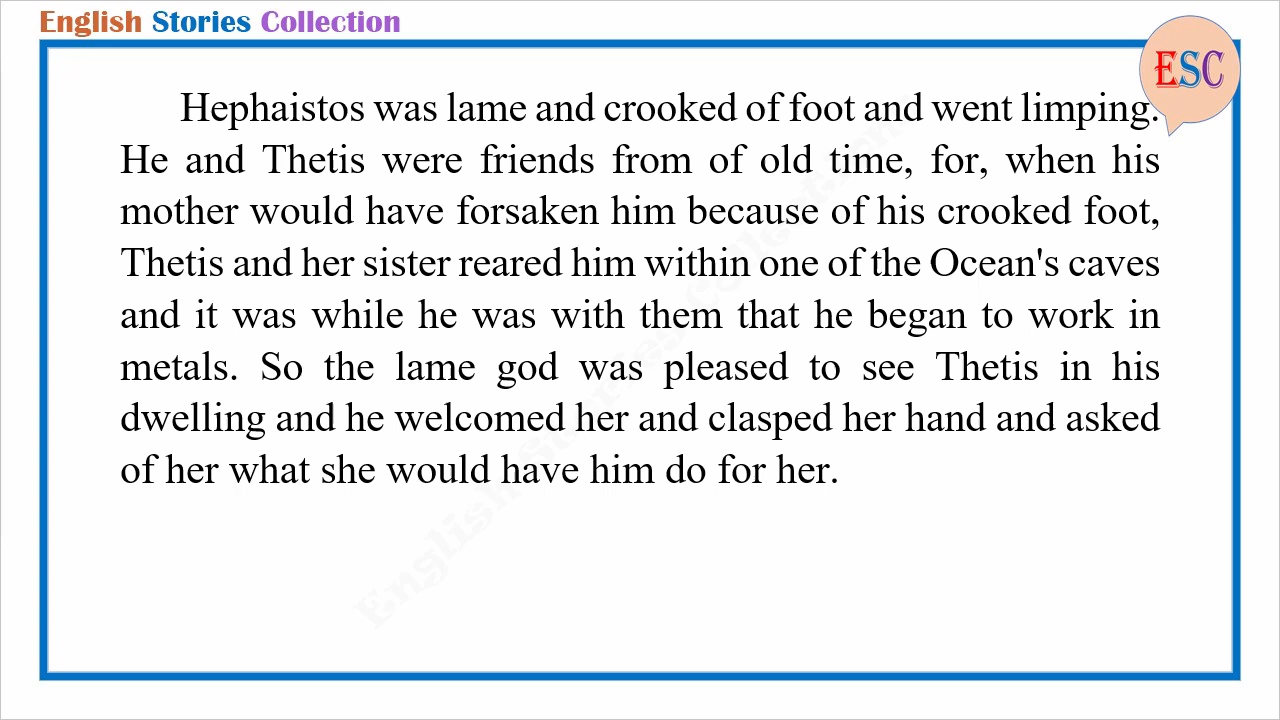 English Stories Collection
ESC
Hephaistos was lame and crooked of foot and went limping.
He and Thetis were friends from of old time, for, when his
mother would have forsaken him because of his crooked foot,
Thetis and her sister reared him within one of the Ocean's caves
and it was while he was with them that he began to work in
metals. So the lame god was pleased to see Thetis in his
dwelling and he welcomed her and clasped her hand and asked
of her what she would have him do for her.
English Stories Collection